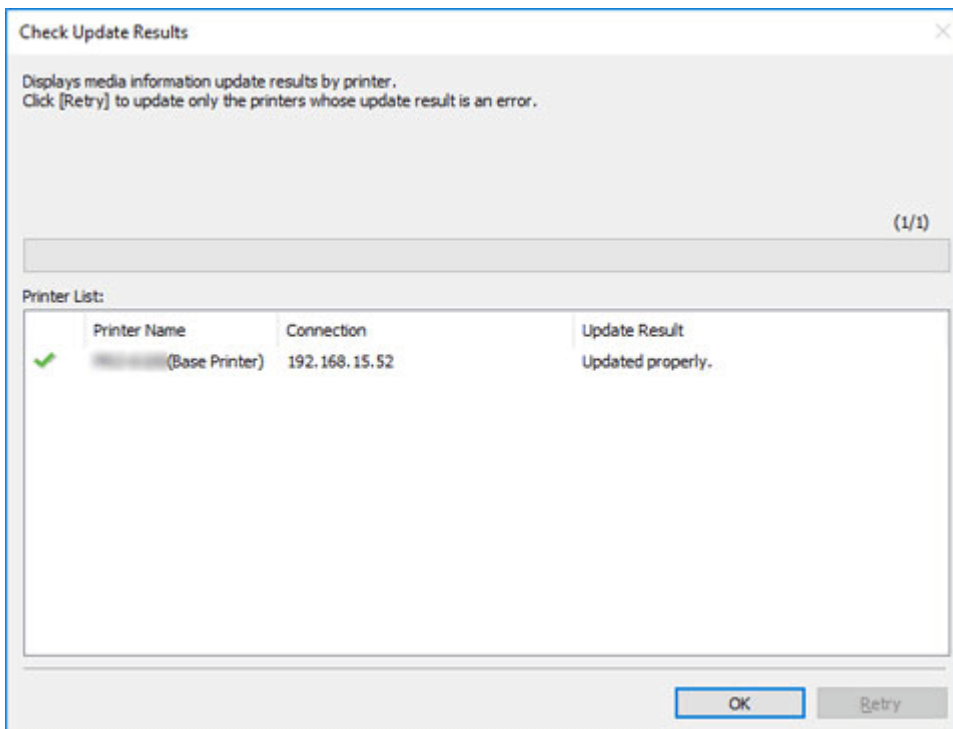 Check Update Results
Displays media information update results by printer.
Click [Retry] to update only the printers whose update result is an error.
(1/1)
Printer List:
Printer Name Connection Update Result
(Base Printer) 192.168.15.52 Updated properly.
OK Retry